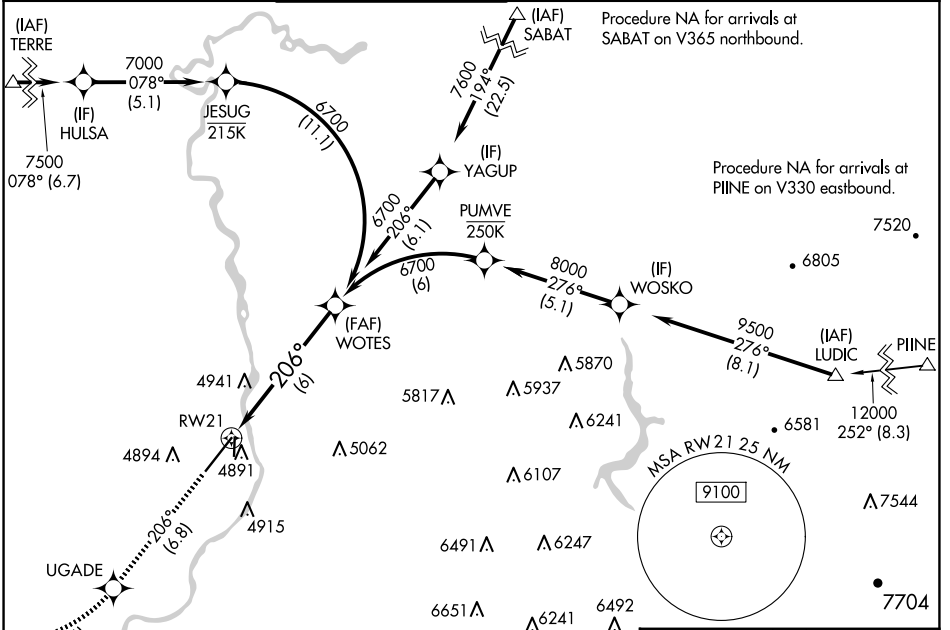 (IAF)
TERRE
7000
078°
(5.1)
(IF)
HULSA
JESUG
215K
7500
078° (6.7)
6700
(11.1)
(IAF)
SABAT
7600
194°
(22.5)
Procedure NA for arrivals at
SABAT on V365 northbound.
(IF)
YAGUP
6700
206°
(6.1)
Procedure NA for arrivals at
PIINE on V330 eastbound.
PUMVE
250K
6700
(6)
8000
276°
(5.1)
(IF)
WOSKO
7520
6805
9500
276°
(8.1)
(IAF)
LUDIC
PIINE
12000
252° (8.3)
(FAF)
WOTES
206°
(6)
4941
RW21
4894
4891
4915
5062
5817
5937
5870
6241
6107
6491
6247
6651
6241
6492
6581
MSA RW21 25 NM
9100
7544
7704
206°
(6.8)
UGADE